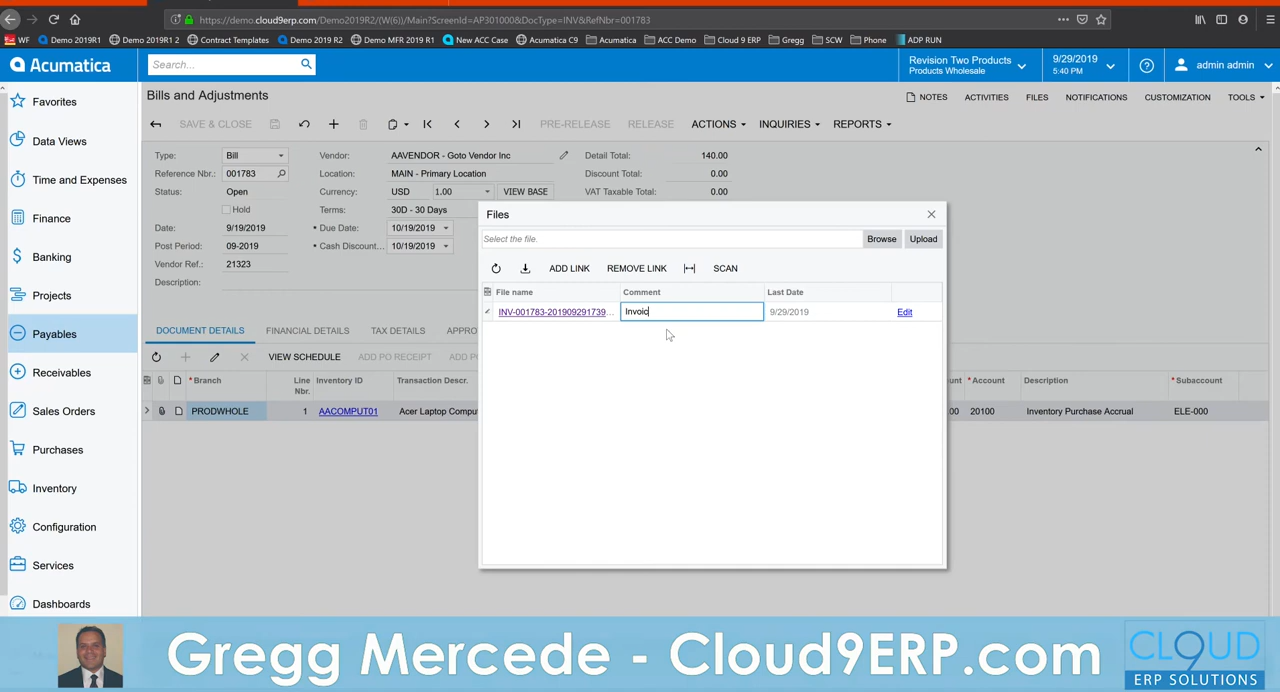 https://demo.cloud9erp.com/Demo2019R2/(W(6))/Main?ScreenId=AP301000&DocType=INV&RefNbr=001783
WF Demo 2019R1 Demo 2019R1 2 Contract Templates Demo 2019 R2 Demo MFR 2019 R1 New ACC Case Acumatica C9 Acumatica ACC Demo Cloud 9 ERP Gregg SCW Phone ADP RUN
Acumatica
Search...
Revision Two Products
Products Wholesale
9/29/2019
5:40 PM
admin admin
Favorites
Data Views
Time and Expenses
Finance
Banking
Projects
Payables
Receivables
Sales Orders
Purchases
Inventory
Configuration
Services
Dashboards
Bills and Adjustments
NOTES ACTIVITIES FILES NOTIFICATIONS CUSTOMIZATION TOOLS
SAVE & CLOSE PRE-RELEASE RELEASE ACTIONS INQUIRIES REPORTS
Type: Bill Vendor: AAVENDOR - Goto Vendor Inc Detail Total: 140.00
Reference Nbr.: 001783 Location: MAIN - Primary Location Discount Total: 0.00
Status: Open Currency: USD 1.00 VIEW BASE VAT Taxable Total: 0.00
Hold Terms: 30D - 30 Days
Date: 9/19/2019 Due Date: 10/19/2019
Post Period: 09-2019 Cash Discount... 10/19/2019
Vendor Ref.: 21323
Description:
Files
Select the file. Browse Upload
ADD LINK REMOVE LINK SCAN
File name Comment Last Date
INV-001783-201909291739... Invoic 9/29/2019 Edit
DOCUMENT DETAILS FINANCIAL DETAILS TAX DETAILS APPRO
VIEW SCHEDULE ADD PO RECEIPT ADD P
*Branch Line Nbr. Inventory ID Transaction Descr. unt *Account Description *Subaccount
PRODWHOLE 1 AACOMPUT01 Acer Laptop Compu 00 20100 Inventory Purchase Accrual ELE-000
Gregg Mercede - Cloud9ERP.com
CLOUD9
ERP SOLUTIONS